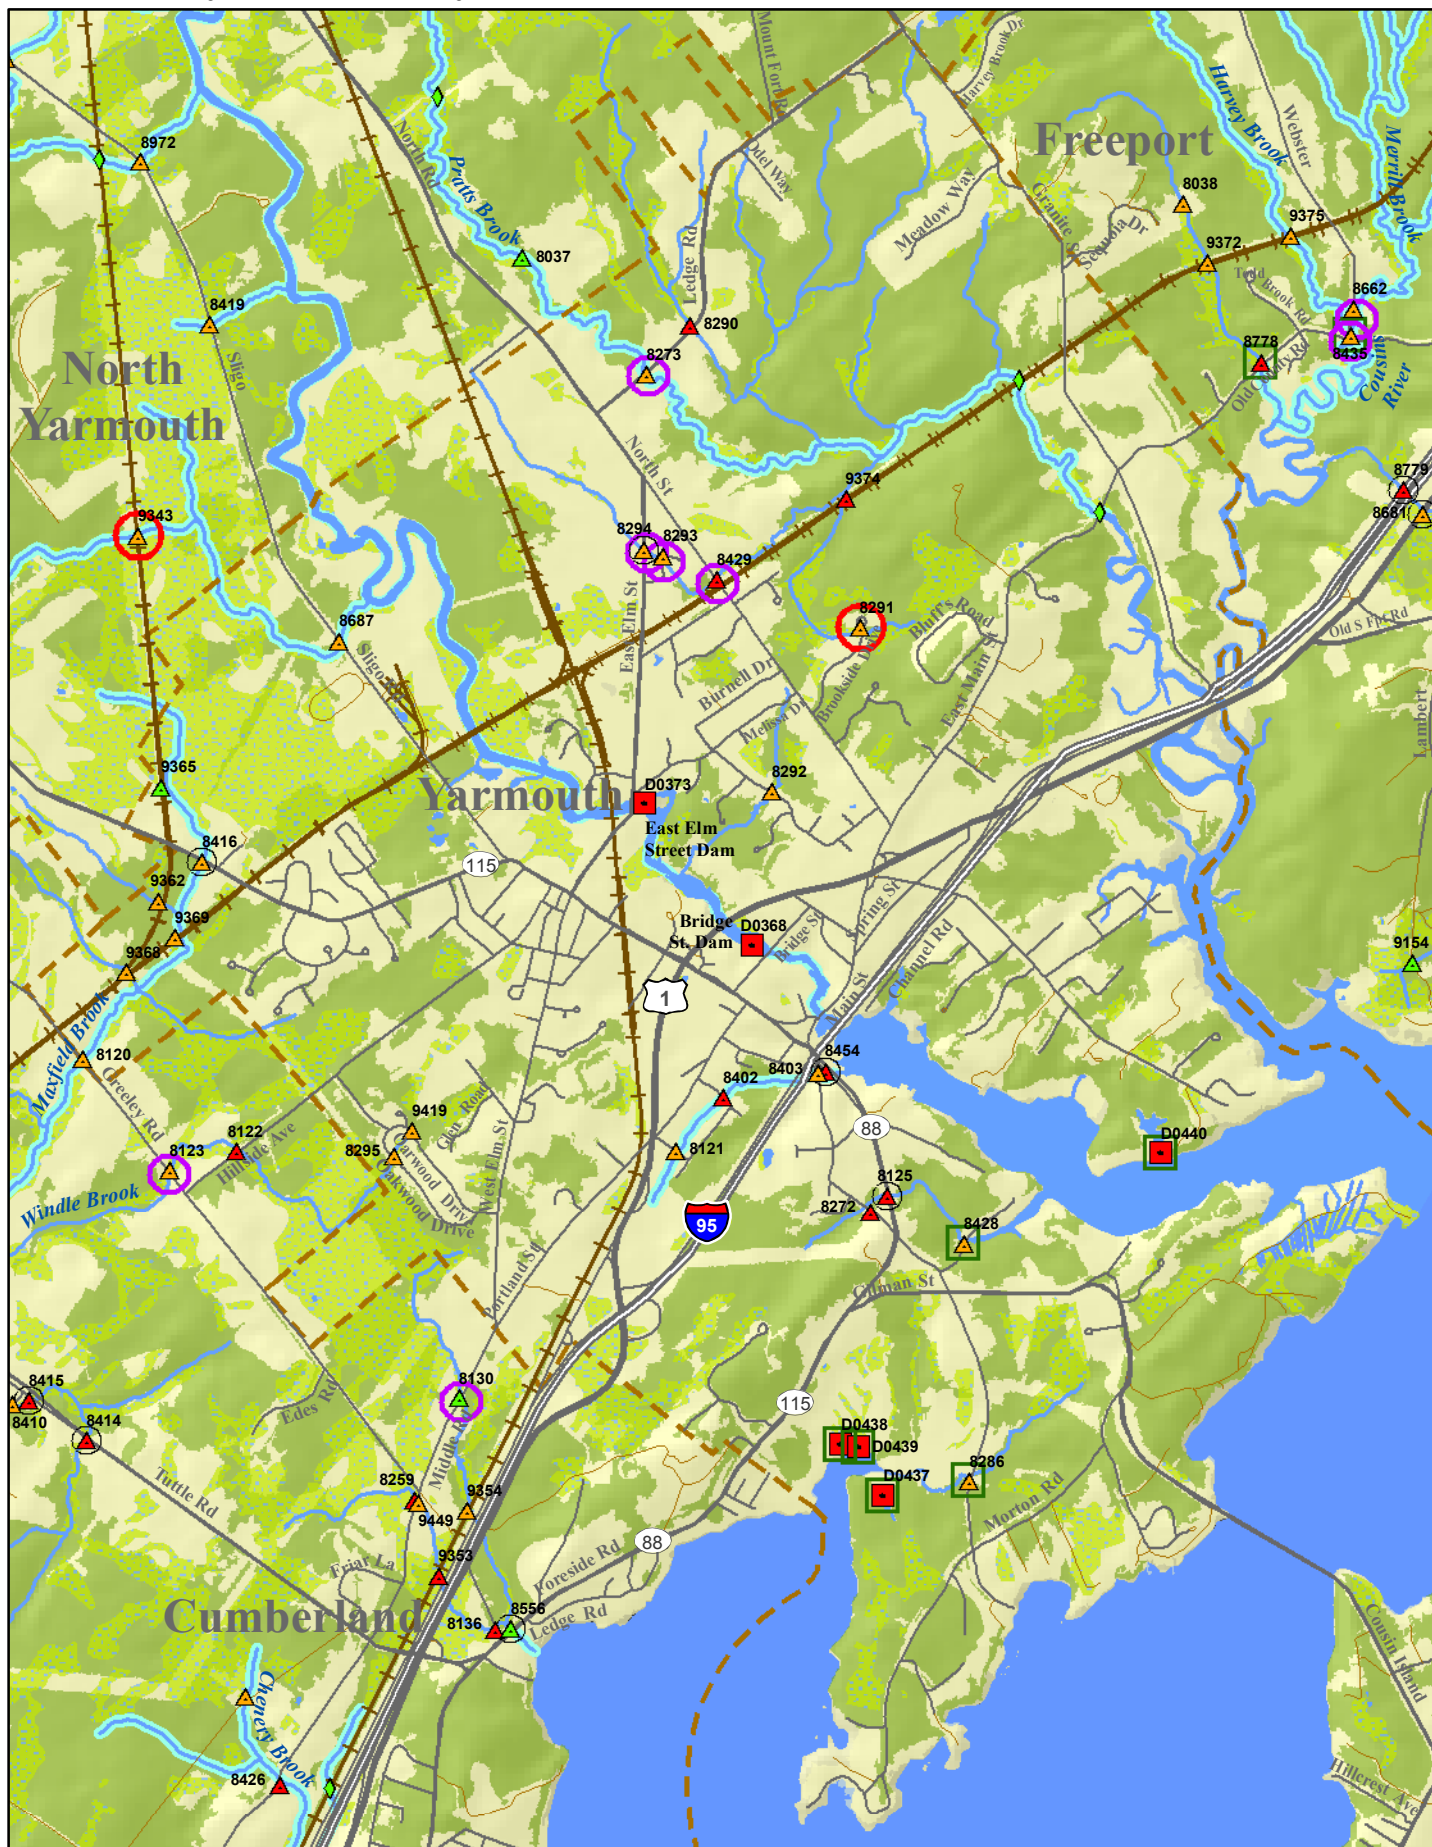 Mount Fort Rd
Harvey Brook Dr
North Rd
Pratts Brook
Odel Way
Freeport
Harvey Brook
Webster
Merrill Brook
8972
8037
Ledge Rd
Meadow Way
Granite S
Sequoia Dr
8038
9375
9372
Todd
Brook Rd
8419
Sligo
8290
8273
8662
8435
8778
Old County Rd
Cousins
River
North
Yarmouth
North St
9374
8779
8681
9343
8294
8293
8429
8291
Bluff's Road
East Main St
Old S Fpt Rd
8687
Sligo Rd
East Elm St
Burnell Dr
Melissa Dr
Brookside Drive
Lambert
9365
Yarmouth
D0373
East Elm
Street Dam
8292
8416
115
9362
9369
9368
Bridge
St. Dam
D0368
Bridge St
Spring St
Channel Rd
Main St
9154
1
Maxfield Brook
8120
Greeley Rd
8403
8454
8402
88
8122
8123
Hillside Ave
9419
8295
Glen Road
West Elm St
Oakwood Drive
8121
D0440
Windle Brook
95
8125
8272
8428
Portland St
Gilman St
8130
Edes Rd
Middle Rd
115
8415
8410
8414
Tuttle Rd
D0438
D0439
D0437
8286
Morton Rd
8259
9449
9354
9353
Friar La
88
Foreside Rd
Ledge Rd
Cumberland
8136
8556
Cousin Island
Chenery Brook
8426
Hillcrest Ave